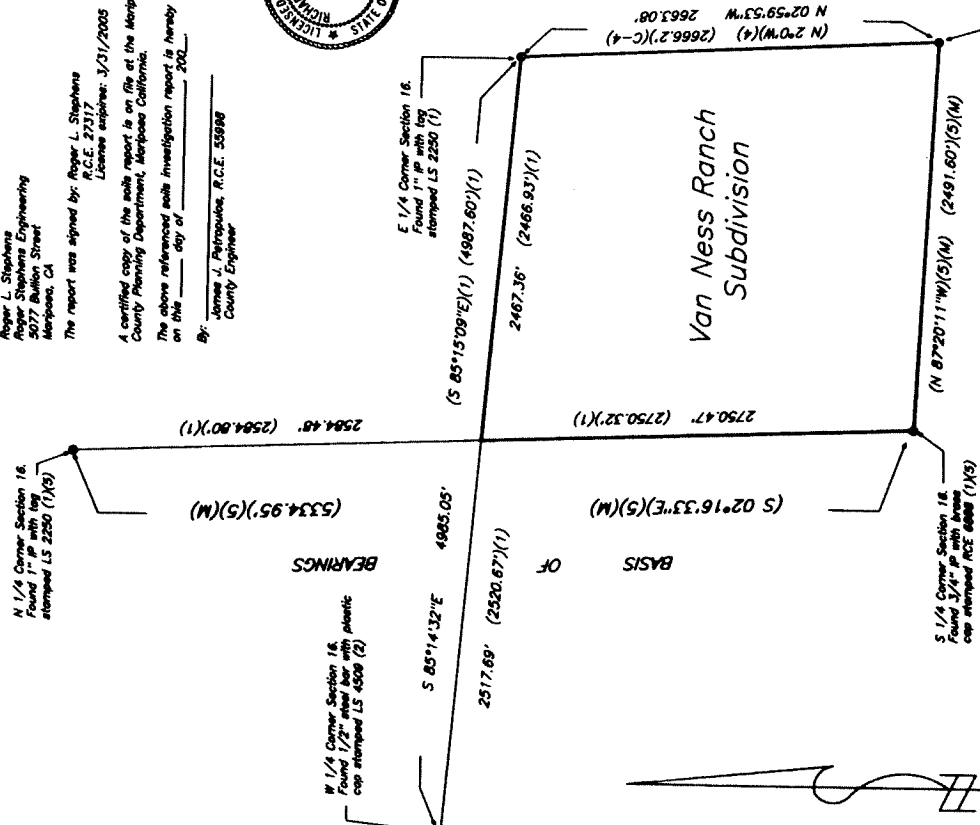 Roger L. Stephens
Roger Stephens Engineering
5077 Bullion Street
Mariposa, CA
The report was signed by: Roger L. Stephens
R.C.E. 27317
License expires: 3/31/2005
A certified copy of the soils report is on file at the Marip
County Planning Department, Mariposa California.
The above referenced soils investigation report is hereby
on this ____ day of __________ 200_.
By: 
James J. Petropulos, R.C.E. 55998
County Engineer
LICENSED
RICHAR
STATE O
N 1/4 Corner Section 16.
Found 1" IP with tag
stamped LS 2250 (1)(5)
E 1/4 Corner Section 16.
Found 1" IP with tag
stamped LS 2250 (1)
(N 2°0'W)(4) (2666.2')(C-4)
N 02°59'53"W 2663.08'
2584.48' (2584.80')(1)
(5334.95')(5)(M)
(S 85°15'09"E)(1) (4987.60')(1)
2467.36' (2466.93')(1)
Van Ness Ranch
Subdivision
W 1/4 Corner Section 16.
Found 1/2" steel bar with plastic
cap stamped LS 4509 (2)
BASIS OF BEARINGS
S 85°14'32"E 4985.05'
2517.69' (2520.67')(1)
2750.47' (2750.32')(1)
(S 02°16'33"E)(5)(M)
(N 87°20'11"W)(5)(M) (2491.60')(5)(M)
S 1/4 Corner Section 16.
Found 3/4" IP with brass
cap stamped RCE (1)(5)